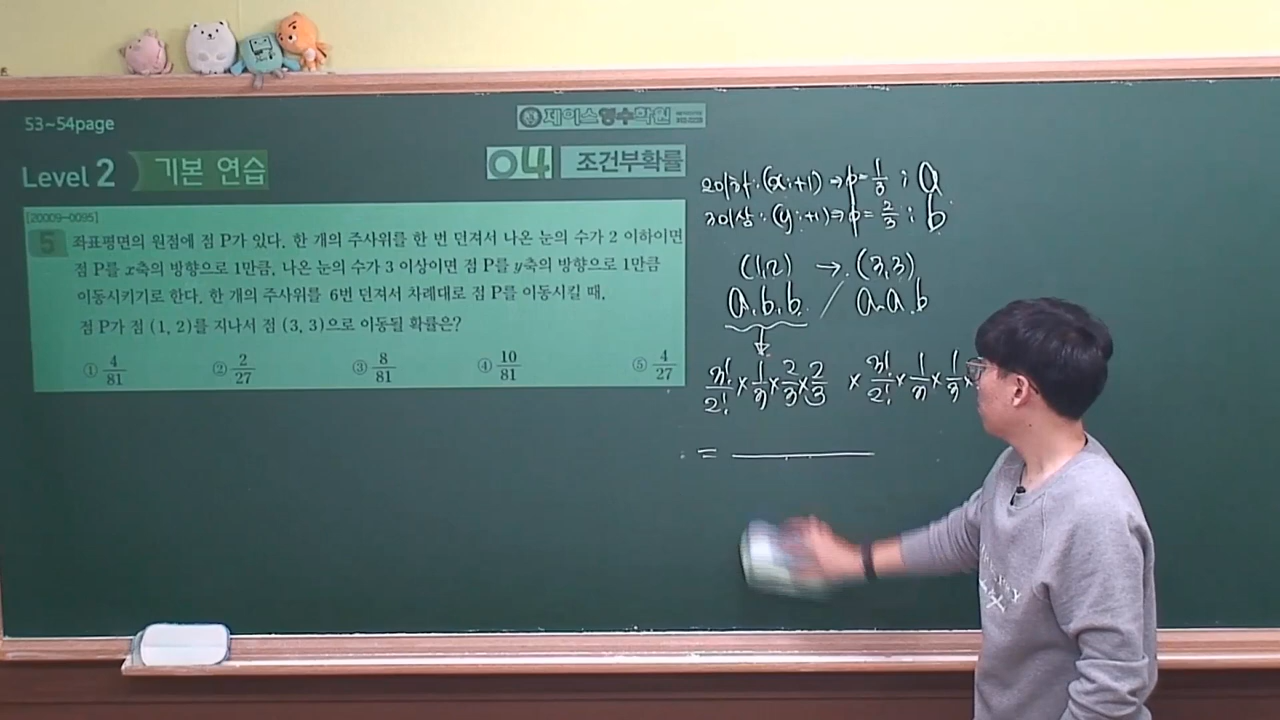 53~54page
제이스영수학원
Level 2 기본 연습
04 조건부확률
[20009-0095]
5 좌표평면의 원점에 점 P가 있다. 한 개의 주사위를 한 번 던져서 나온 눈의 수가 2 이하이면
점 P를 x축의 방향으로 1만큼, 나온 눈의 수가 3 이상이면 점 P를 y축의 방향으로 1만큼
이동시키기로 한다. 한 개의 주사위를 6번 던져서 차례대로 점 P를 이동시킬 때,
점 P가 점 (1, 2)를 지나서 점 (3, 3)으로 이동될 확률은?
① 4/81 ② 2/27 ③ 8/81 ④ 10/81 ⑤ 4/27
2이하:(x;+1) → p=1/3 ; a
3이상:(y;+1) ⇒ p=2/3 ; b
(1,2) → (3,3)
a.b.b / a.a.b
3!/2! × 1/3 × 2/3 × 2/3 × 3!/2! × 1/3 × 1/3 ×
=